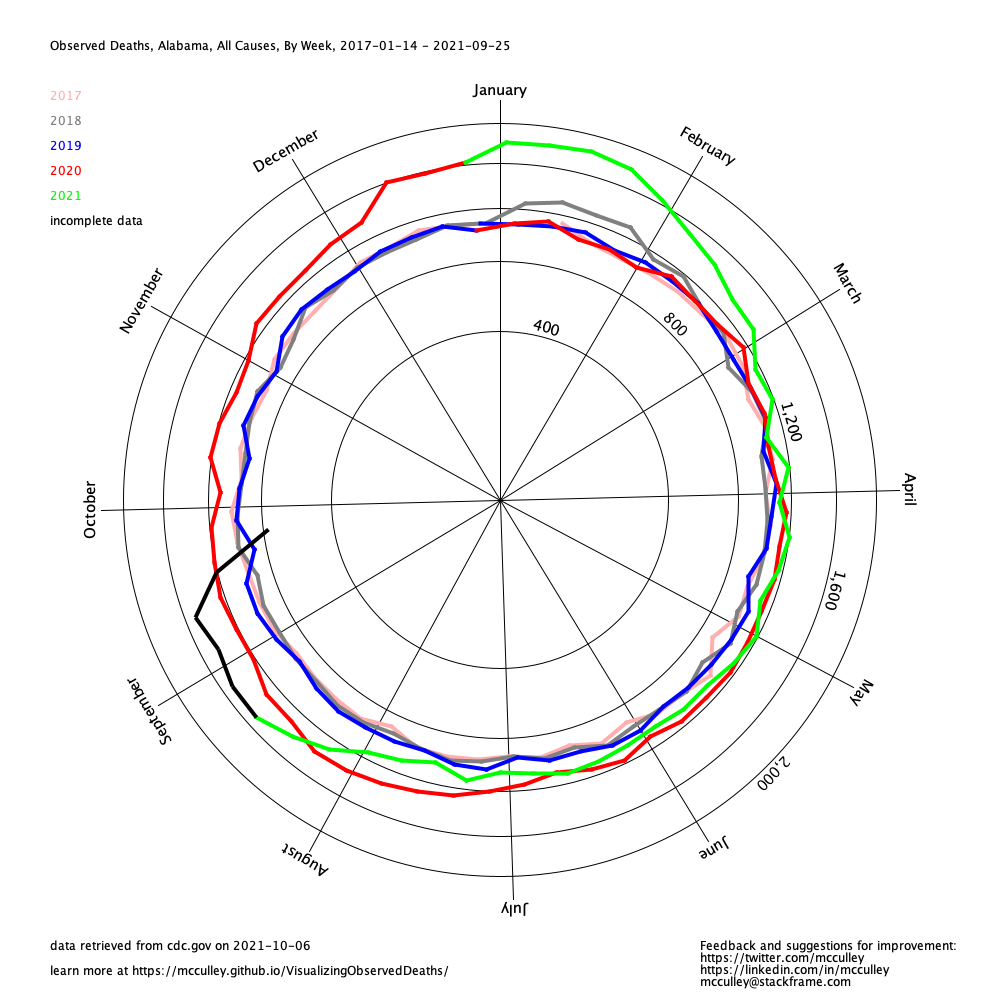 Observed Deaths, Alabama, All Causes, By Week, 2017-01-14 - 2021-09-25
2017
2018
2019
2020
2021
incomplete data
January
February
March
April
May
June
July
August
September
October
November
December
400
800
1,200
1,600
2,000
data retrieved from cdc.gov on 2021-10-06
learn more at https://mcculley.github.io/VisualizingObservedDeaths/
Feedback and suggestions for improvement:
https://twitter.com/mcculley
https://linkedin.com/in/mcculley
mcculley@stackframe.com